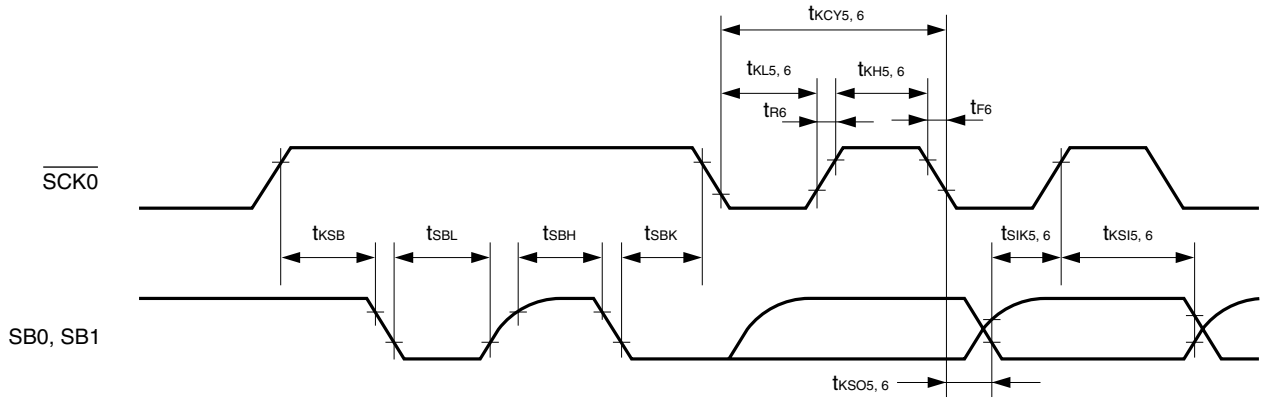 tKCY5, 6
tKL5, 6
tKH5, 6
tR6
tF6
SCK0
tKSB
tSBL
tSBH
tSBK
tSIK5, 6
tKSI5, 6
SB0, SB1
tKSO5, 6